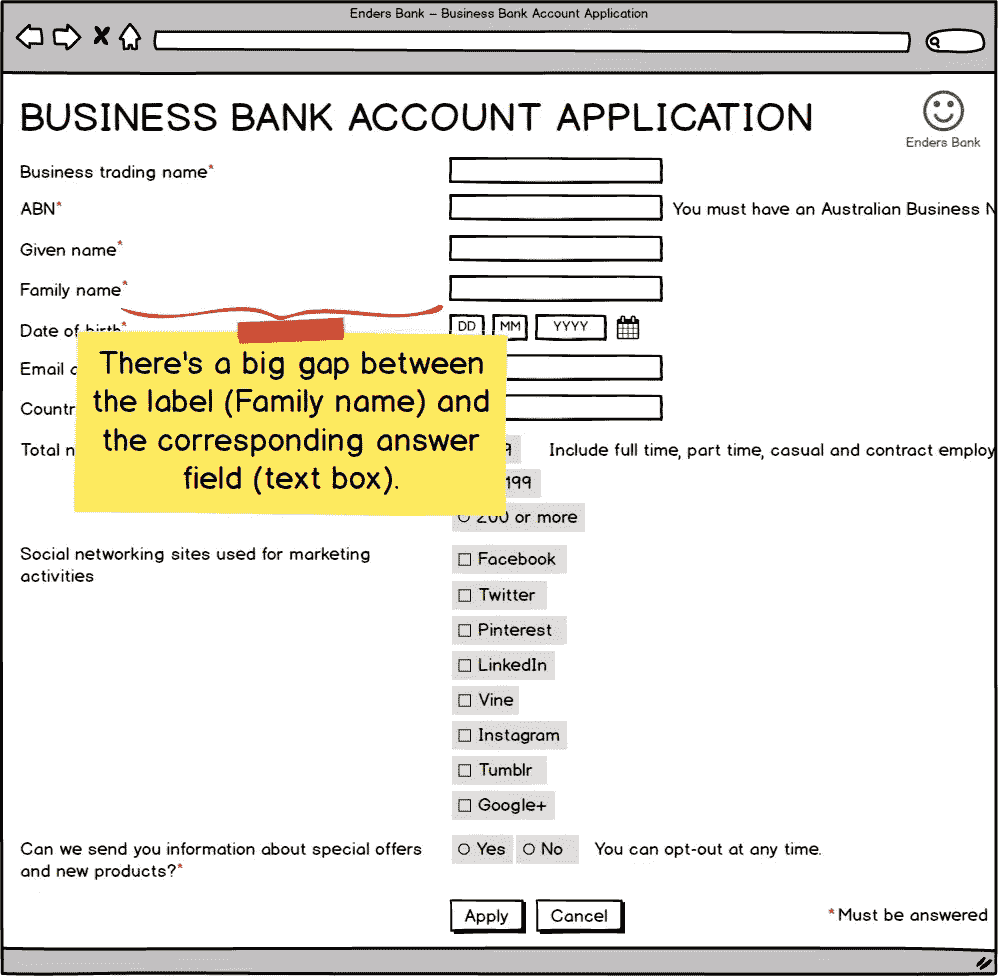 Enders Bank – Business Bank Account Application
BUSINESS BANK ACCOUNT APPLICATION
Enders Bank
Business trading name*
ABN* You must have an Australian Business N
Given name*
Family name*
Date of birth* DD MM YYYY
There's a big gap between
the label (Family name) and
the corresponding answer
field (text box).
Email
Countr
Total n
9 Include full time, part time, casual and contract employ
199
200 or more
Social networking sites used for marketing
activities
Facebook
Twitter
Pinterest
LinkedIn
Vine
Instagram
Tumblr
Google+
Can we send you information about special offers
and new products?*
Yes No You can opt-out at any time.
Apply Cancel *Must be answered